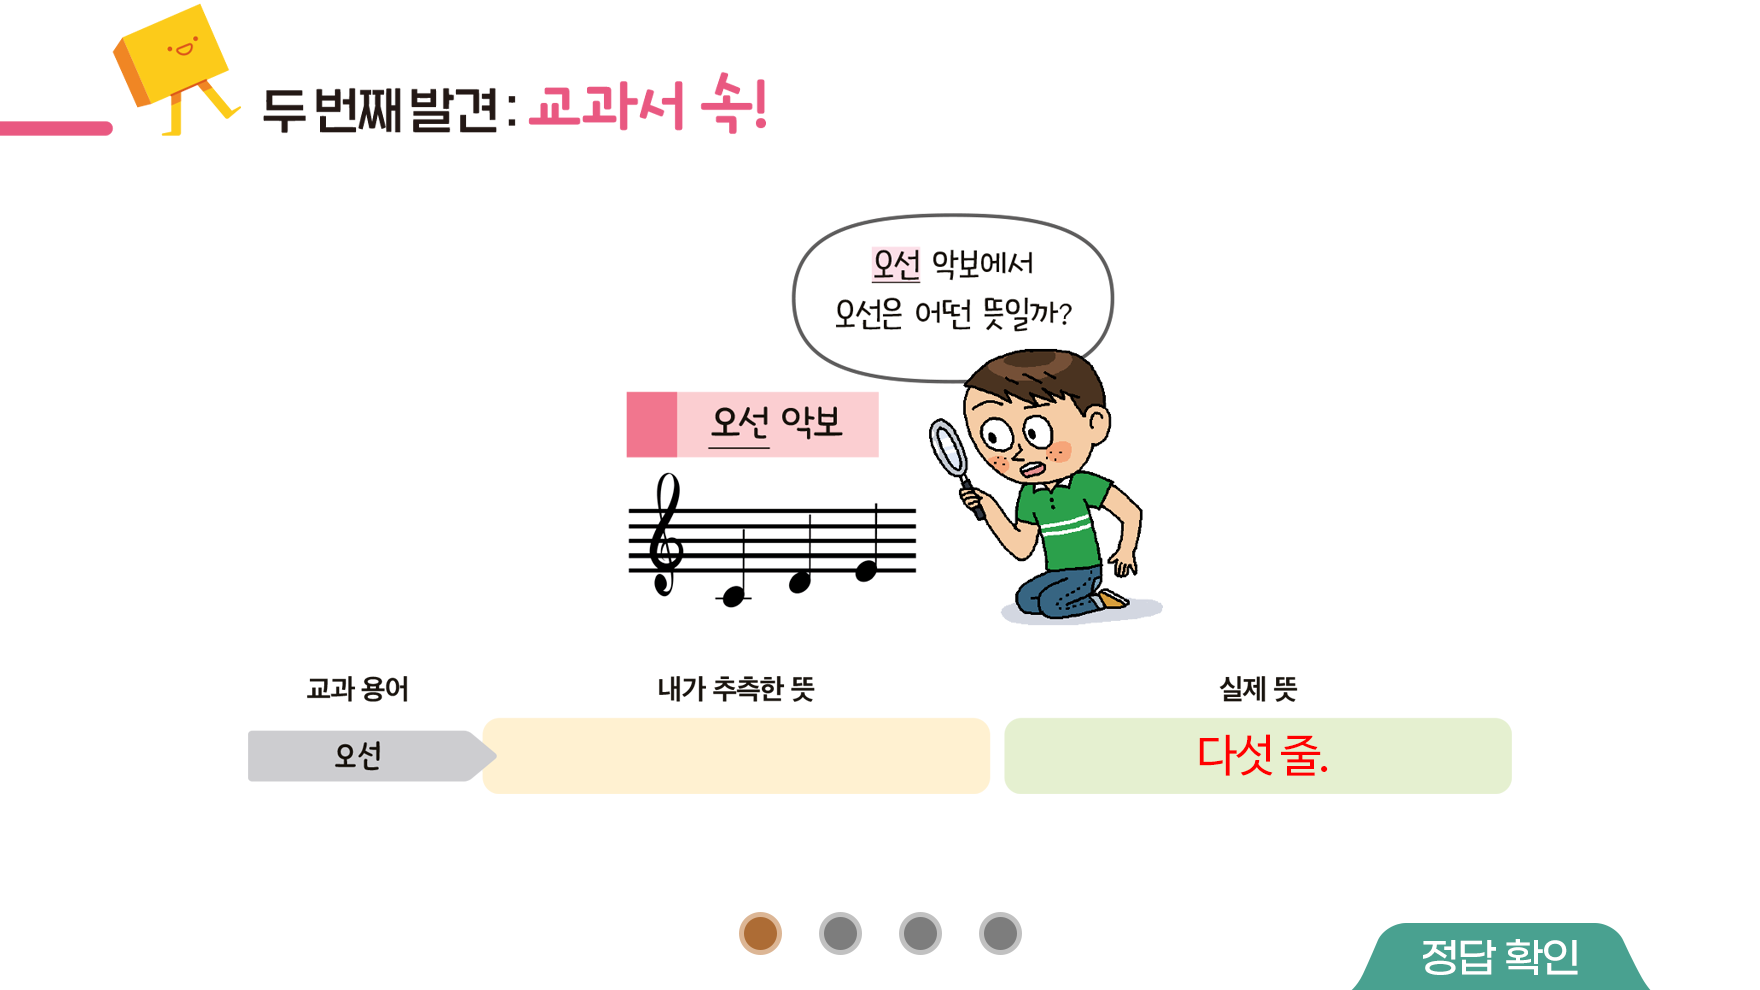 두 번째 발견 : 교과서 속!
오선 악보에서
오선은 어떤 뜻일까?
오선 악보
교과 용어
내가 추측한 뜻
실제 뜻
오선
다섯 줄.
정답 확인